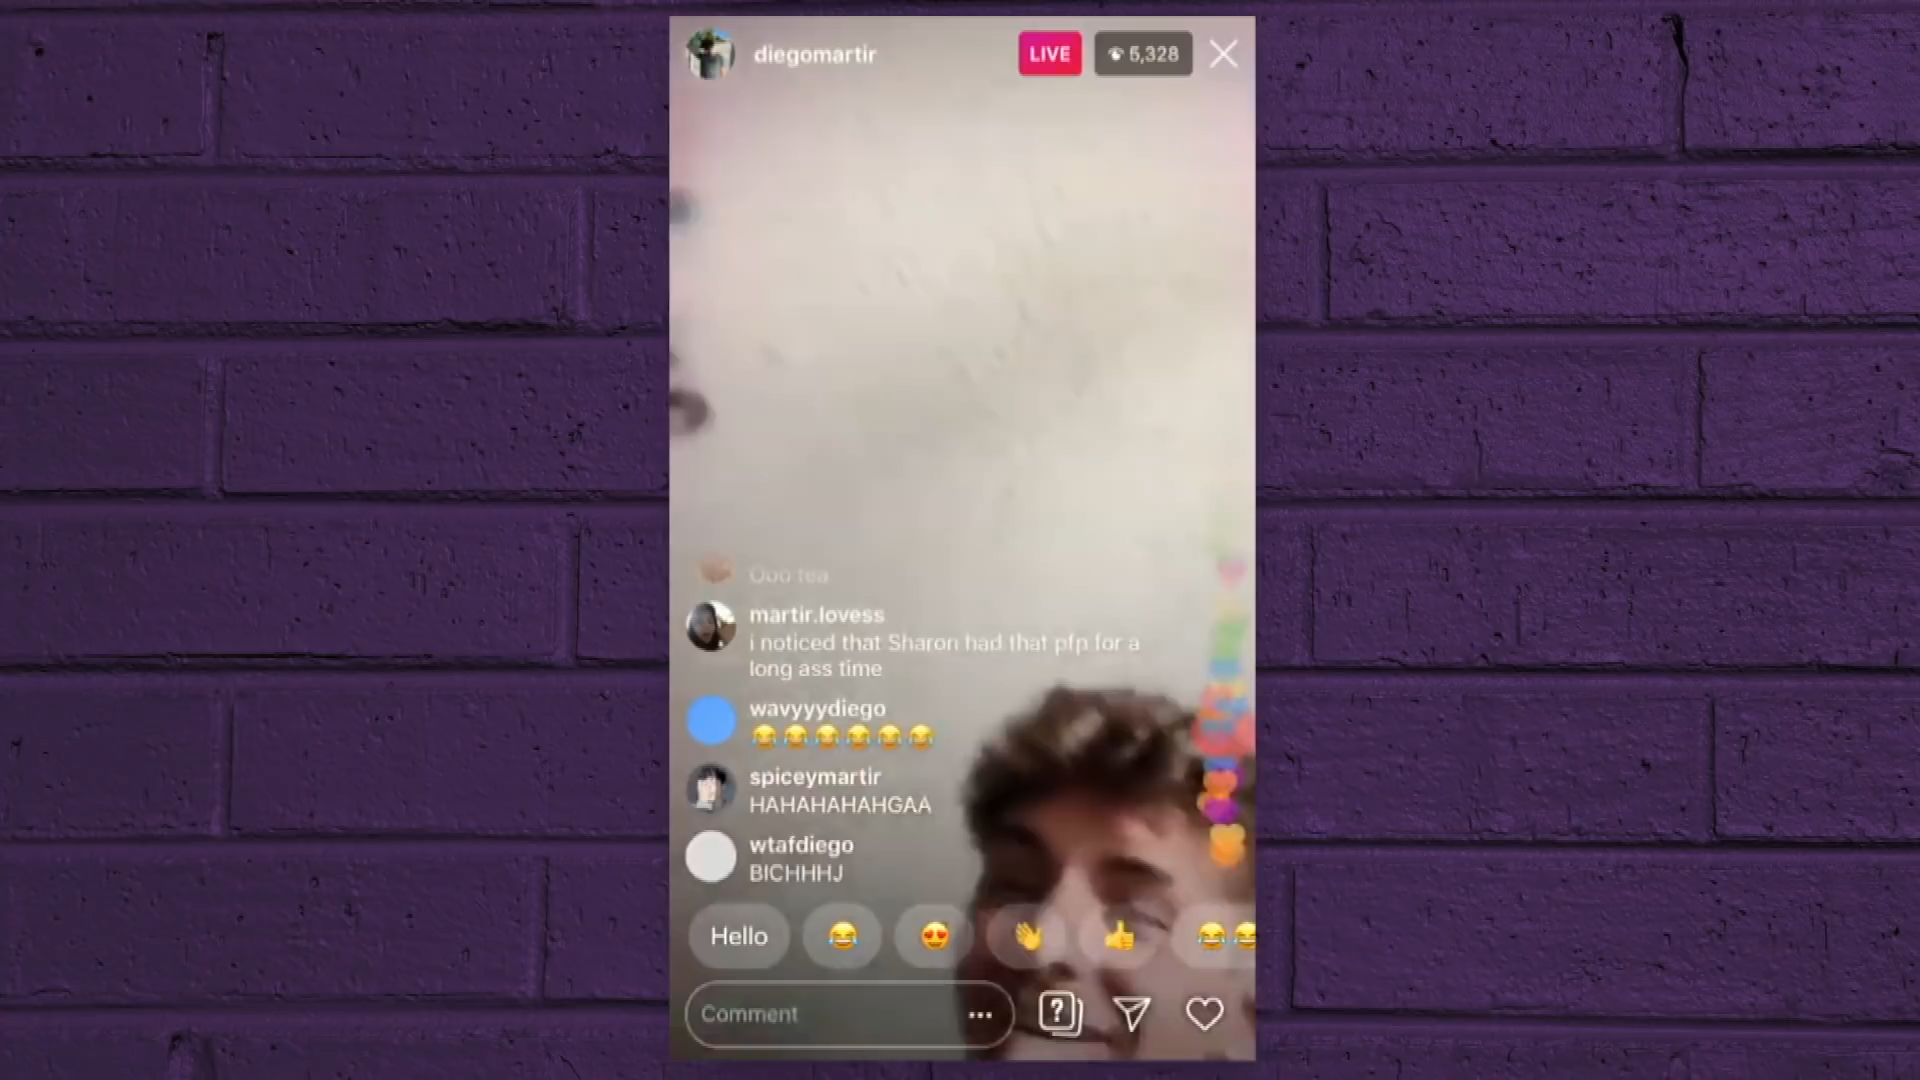 diegomartir
LIVE
5,328
Ooo tea
martir.lovess
i noticed that Sharon had that pfp for a
long ass time
wavyyydiego
😂😂😂😂😂😂
spiceymartir
HAHAHAHAHGAA
wtafdiego
BICHHHJ
Hello 😂 😍 👋 👍 😂😂
Comment